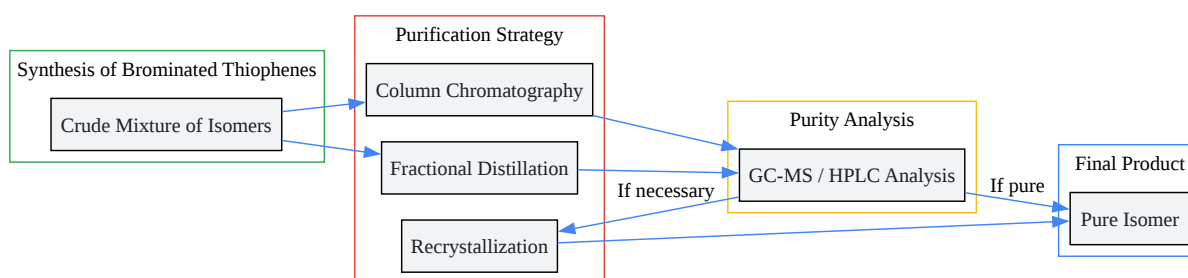 Synthesis of Brominated Thiophenes
Crude Mixture of Isomers
Purification Strategy
Column Chromatography
Fractional Distillation
Recrystallization
Purity Analysis
GC-MS / HPLC Analysis
If necessary
If pure
Final Product
Pure Isomer